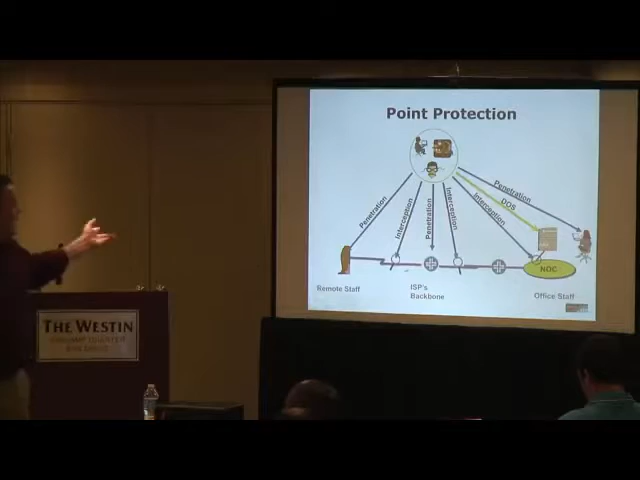 Point Protection
Penetration
Interception
Penetration
Interception
Interception
DOS
Penetration
NOC
Remote Staff
ISP's
Backbone
Office Staff
THE WESTIN